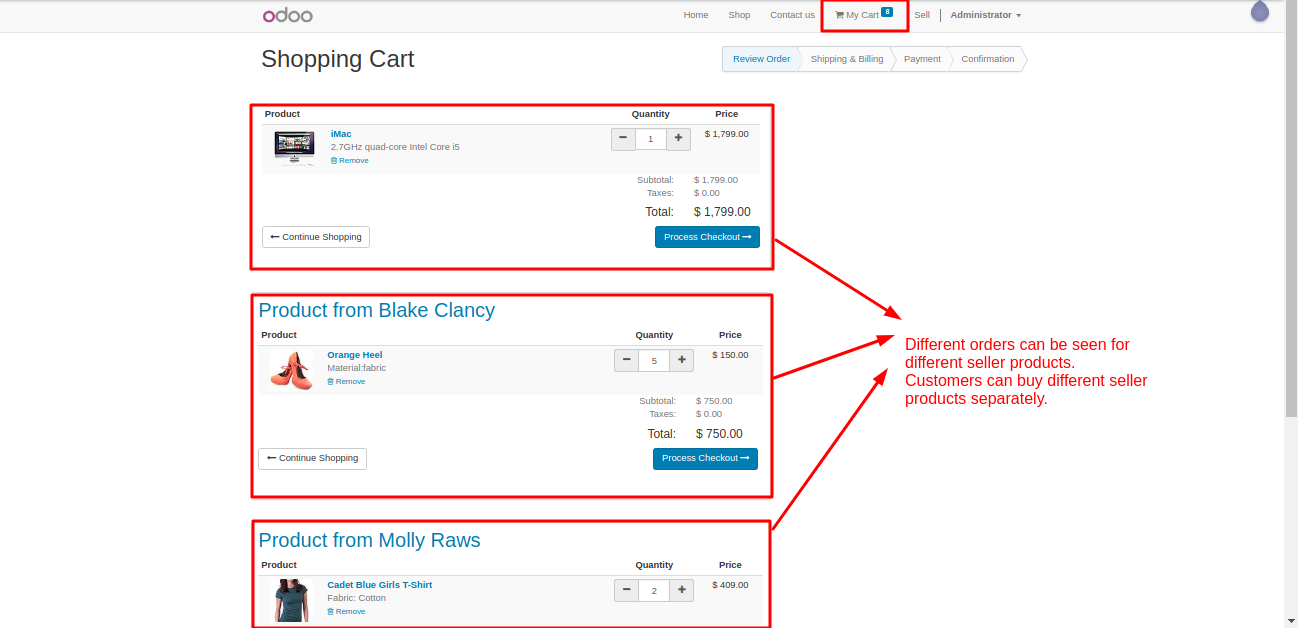 odoo
Home Shop Contact us My Cart 8 Sell Administrator
Shopping Cart
Review Order Shipping & Billing Payment Confirmation
Product Quantity Price
iMac
2.7GHz quad-core Intel Core i5
Remove
− 1 + $ 1,799.00
Subtotal: $ 1,799.00
Taxes: $ 0.00
Total: $ 1,799.00
Continue Shopping Process Checkout
Product from Blake Clancy
Product Quantity Price
Orange Heel
Material:fabric
Remove
− 5 + $ 150.00
Subtotal: $ 750.00
Taxes: $ 0.00
Total: $ 750.00
Continue Shopping Process Checkout
Different orders can be seen for
different seller products.
Customers can buy different seller
products separately.
Product from Molly Raws
Product Quantity Price
Cadet Blue Girls T-Shirt
Fabric: Cotton
Remove
− 2 + $ 409.00